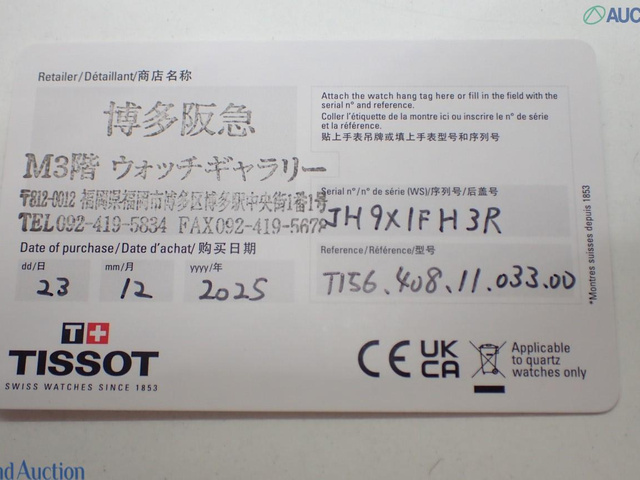 AUC
Retailer/Détaillant/商店名称
博多阪急
M3階 ウォッチギャラリー
〒812-0012 福岡県福岡市博多区博多駅中央街1番1号
TEL092-419-5834 FAX092-419-5678
Date of purchase/Date d'achat/购买日期
dd/日 mm/月 yyyy/年
23 12 2025
Attach the watch hang tag here or fill in the field with the
serial n° and reference.
Coller l'étiquette de la montre ici ou inscrire le n° de série
et la référence.
贴上手表吊牌或填上手表型号和序列号
Serial n°/n° de série (WS)/序列号/后盖号
JH9X1FH3R
Reference/Référence/型号
T156.408.11.033.00
*Montres suisses depuis 1853
T+
TISSOT
SWISS WATCHES SINCE 1853
CE UK
CA
Applicable
to quartz
watches only
nd Auction